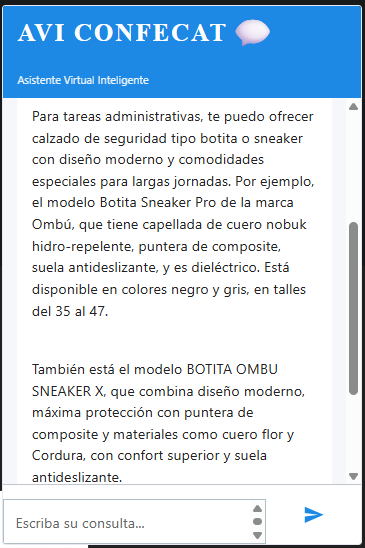 AVI CONFECAT
Asistente Virtual Inteligente
Para tareas administrativas, te puedo ofrecer
calzado de seguridad tipo botita o sneaker
con diseño moderno y comodidades
especiales para largas jornadas. Por ejemplo,
el modelo Botita Sneaker Pro de la marca
Ombú, que tiene capellada de cuero nobuk
hidro-repelente, puntera de composite,
suela antideslizante, y es dieléctrico. Está
disponible en colores negro y gris, en talles
del 35 al 47.
También está el modelo BOTITA OMBU
SNEAKER X, que combina diseño moderno,
máxima protección con puntera de
composite y materiales como cuero flor y
Cordura, con confort superior y suela
antideslizante.
Escriba su consulta...